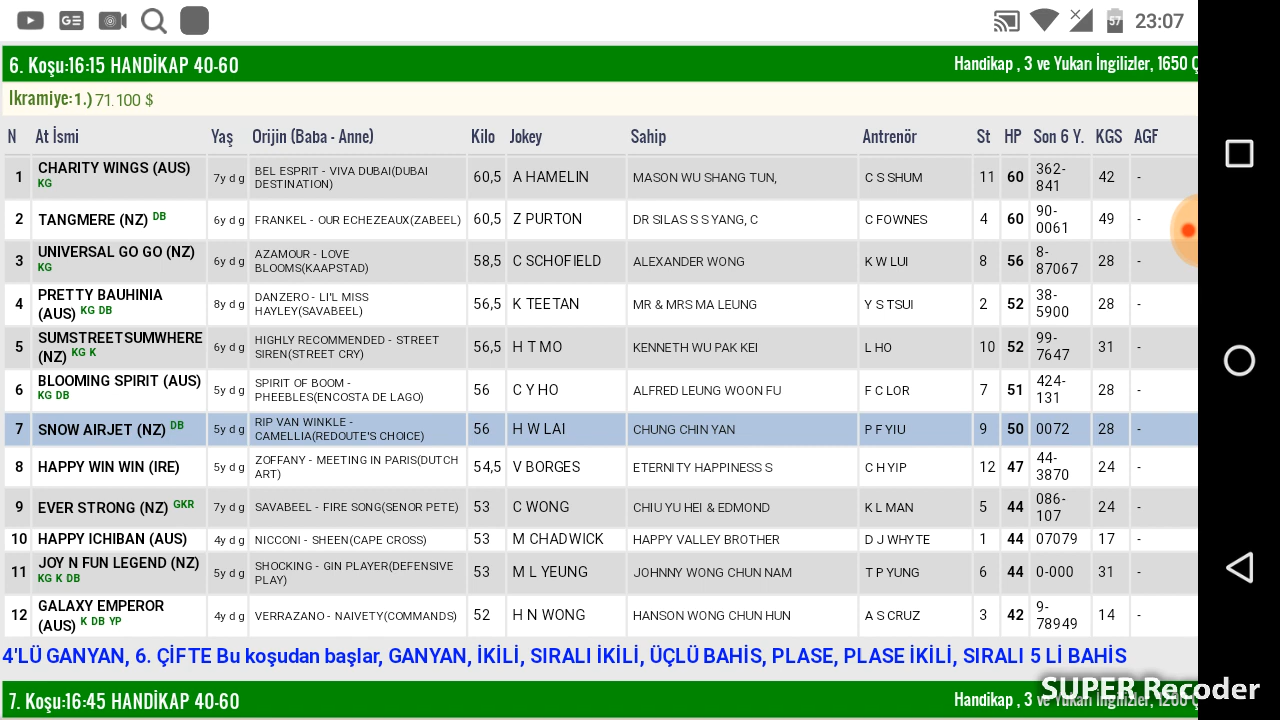 57 23:07
6. Koşu:16:15 HANDİKAP 40-60 Handikap , 3 ve Yukarı İngilizler, 1650 Ç
Ikramiye:1.) 71.100 $
N At İsmi Yaş Orijin (Baba - Anne) Kilo Jokey Sahip Antrenör St HP Son 6 Y. KGS AGF
1 CHARITY WINGS (AUS) KG 7y d g BEL ESPRIT - VIVA DUBAI(DUBAI DESTINATION) 60,5 A HAMELIN MASON WU SHANG TUN, C S SHUM 11 60 362-841 42 -
2 TANGMERE (NZ) DB 6y d g FRANKEL - OUR ECHEZEAUX(ZABEEL) 60,5 Z PURTON DR SILAS S S YANG, C C FOWNES 4 60 90-0061 49 -
3 UNIVERSAL GO GO (NZ) KG 6y d g AZAMOUR - LOVE BLOOMS(KAAPSTAD) 58,5 C SCHOFIELD ALEXANDER WONG K W LUI 8 56 8-87067 28 -
4 PRETTY BAUHINIA (AUS) KG DB 8y d g DANZERO - LI'L MISS HAYLEY(SAVABEEL) 56,5 K TEETAN MR & MRS MA LEUNG Y S TSUI 2 52 38-5900 28 -
5 SUMSTREETSUMWHERE (NZ) KG K 6y d g HIGHLY RECOMMENDED - STREET SIREN(STREET CRY) 56,5 H T MO KENNETH WU PAK KEI L HO 10 52 99-7647 31 -
6 BLOOMING SPIRIT (AUS) KG DB 5y d g SPIRIT OF BOOM - PHEEBLES(ENCOSTA DE LAGO) 56 C Y HO ALFRED LEUNG WOON FU F C LOR 7 51 424-131 28 -
7 SNOW AIRJET (NZ) DB 5y d g RIP VAN WINKLE - CAMELLIA(REDOUTE'S CHOICE) 56 H W LAI CHUNG CHIN YAN P F YIU 9 50 0072 28 -
8 HAPPY WIN WIN (IRE) 5y d g ZOFFANY - MEETING IN PARIS(DUTCH ART) 54,5 V BORGES ETERNITY HAPPINESS S C H YIP 12 47 44-3870 24 -
9 EVER STRONG (NZ) GKR 7y d g SAVABEEL - FIRE SONG(SENOR PETE) 53 C WONG CHIU YU HEI & EDMOND K L MAN 5 44 086-107 24 -
10 HAPPY ICHIBAN (AUS) 4y d g NICCONI - SHEEN(CAPE CROSS) 53 M CHADWICK HAPPY VALLEY BROTHER D J WHYTE 1 44 07079 17 -
11 JOY N FUN LEGEND (NZ) KG K DB 5y d g SHOCKING - GIN PLAYER(DEFENSIVE PLAY) 53 M L YEUNG JOHNNY WONG CHUN NAM T P YUNG 6 44 0-000 31 -
12 GALAXY EMPEROR (AUS) K DB YP 4y d g VERRAZANO - NAIVETY(COMMANDS) 52 H N WONG HANSON WONG CHUN HUN A S CRUZ 3 42 9-78949 14 -
4'LÜ GANYAN, 6. ÇİFTE Bu koşudan başlar, GANYAN, İKİLİ, SIRALI İKİLİ, ÜÇLÜ BAHİS, PLASE, PLASE İKİLİ, SIRALI 5 Lİ BAHİS
7. Koşu:16:45 HANDİKAP 40-60 Handikap , 3 ve Yukarı İngilizler, 1200 Ç
SUPER Recoder